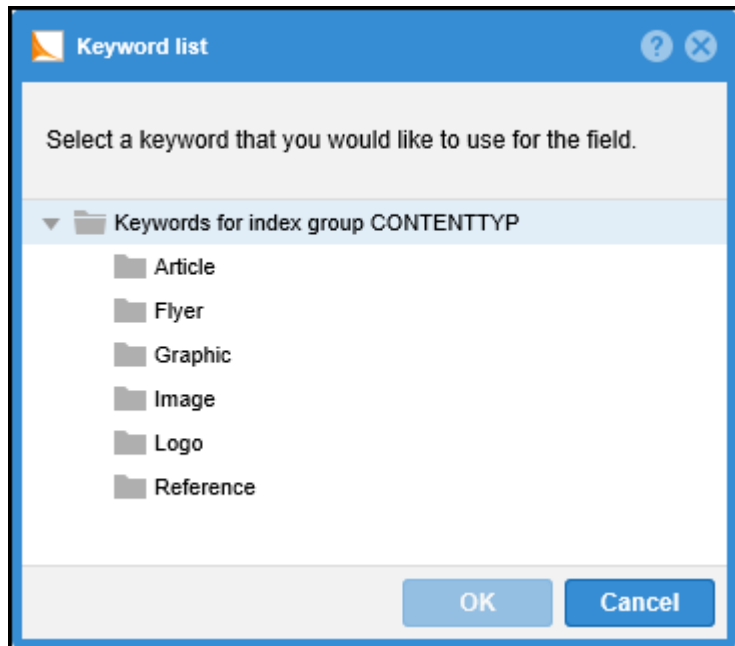 Keyword list
Select a keyword that you would like to use for the field.
Keywords for index group CONTENTTYP
Article
Flyer
Graphic
Image
Logo
Reference
OK
Cancel